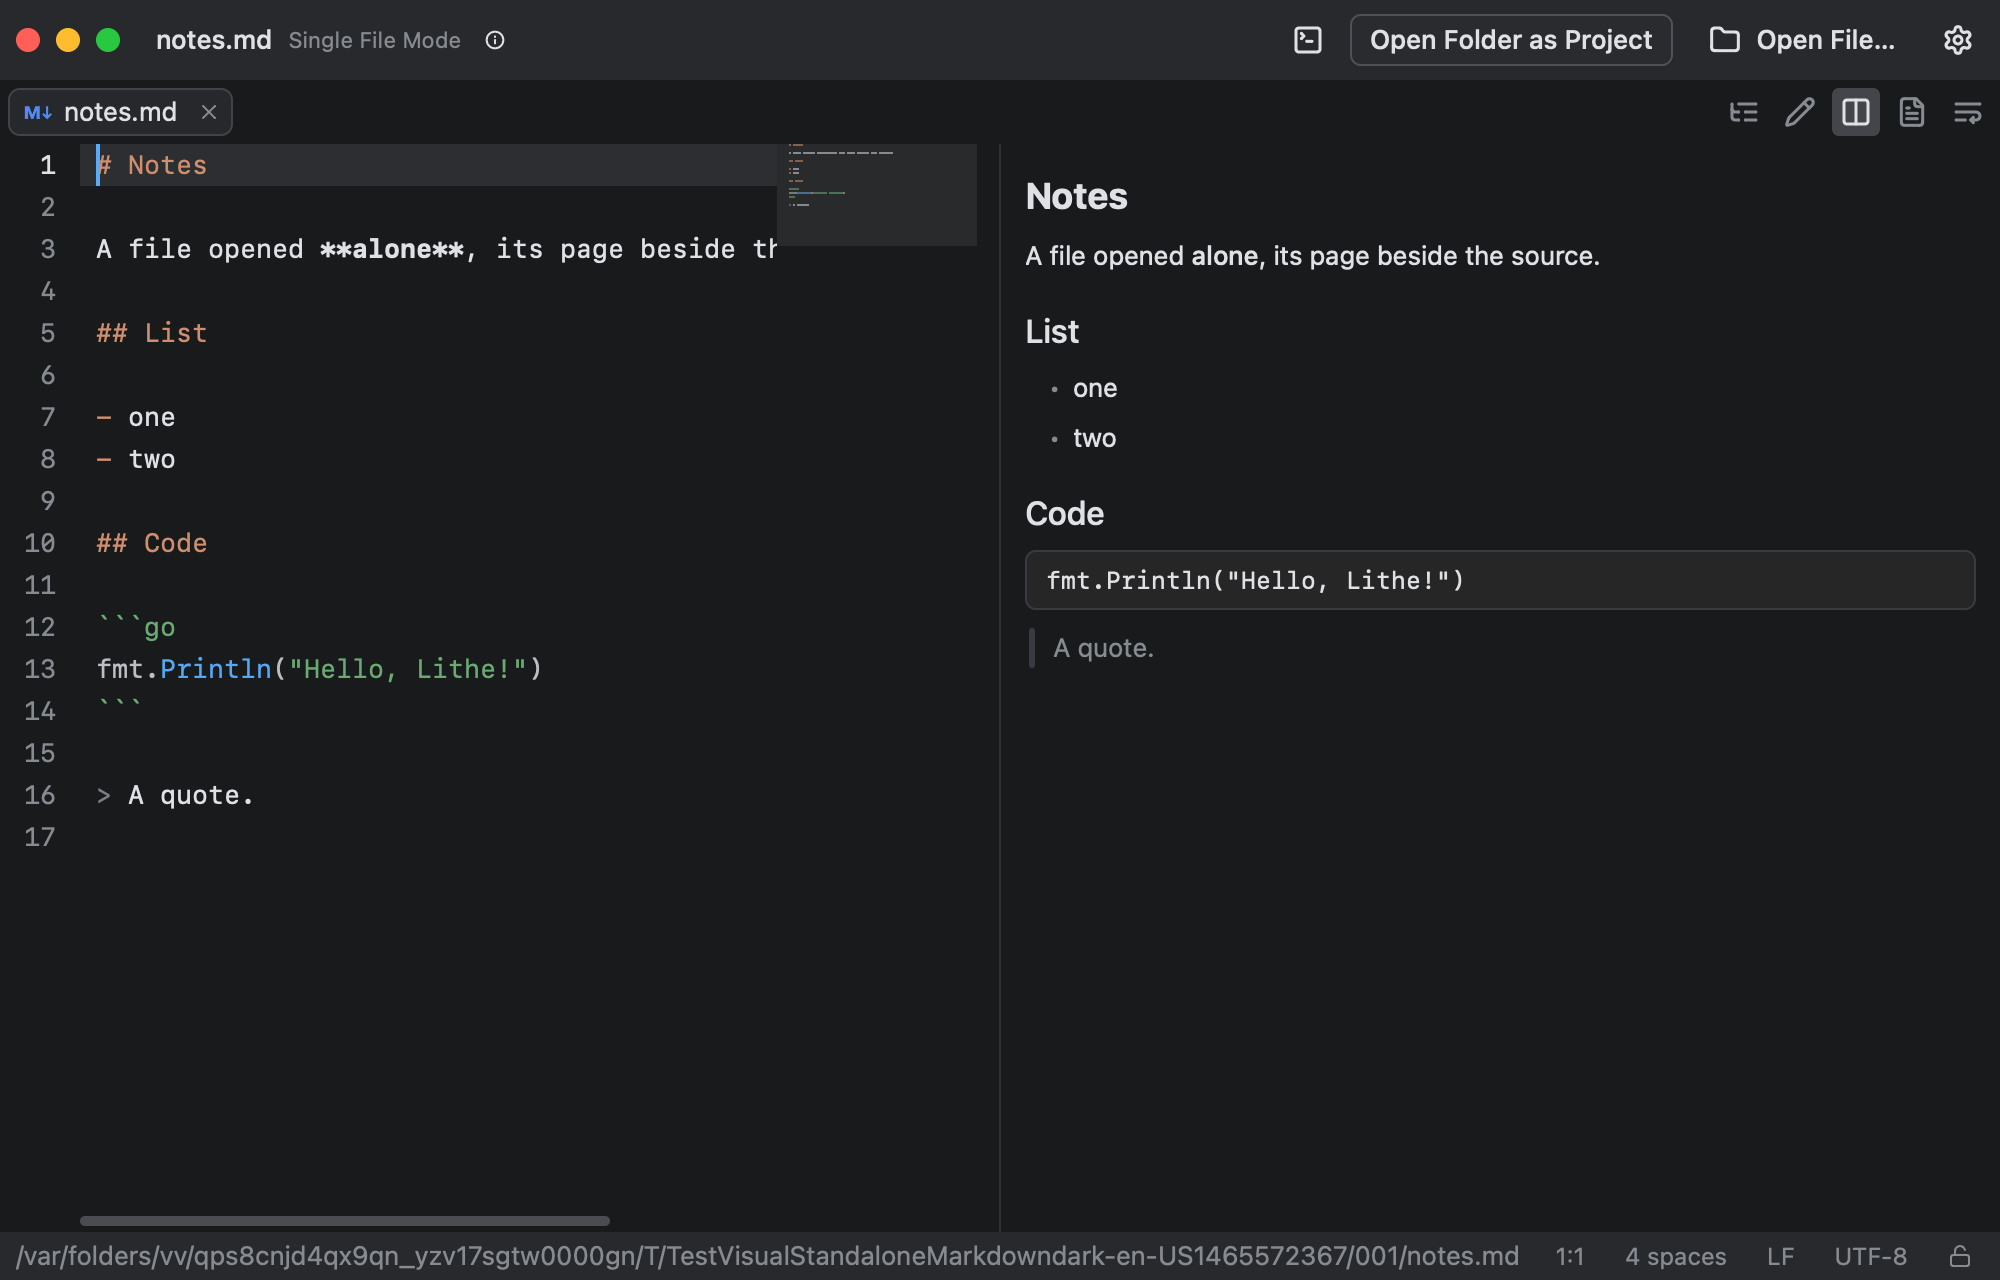 notes.md Single File Mode
Open Folder as Project Open File...
M↓ notes.md
1 # Notes
2
3 A file opened **alone**, its page beside th
4
5 ## List
6
7 - one
8 - two
9
10 ## Code
11
12 ```go
13 fmt.Println("Hello, Lithe!")
14 ```
15
16 > A quote.
17
Notes
A file opened alone, its page beside the source.
List
• one
• two
Code
fmt.Println("Hello, Lithe!")
A quote.
/var/folders/vv/qps8cnjd4qx9qn_yzv17sgtw0000gn/T/TestVisualStandaloneMarkdowndark-en-US1465572367/001/notes.md 1:1 4 spaces LF UTF-8